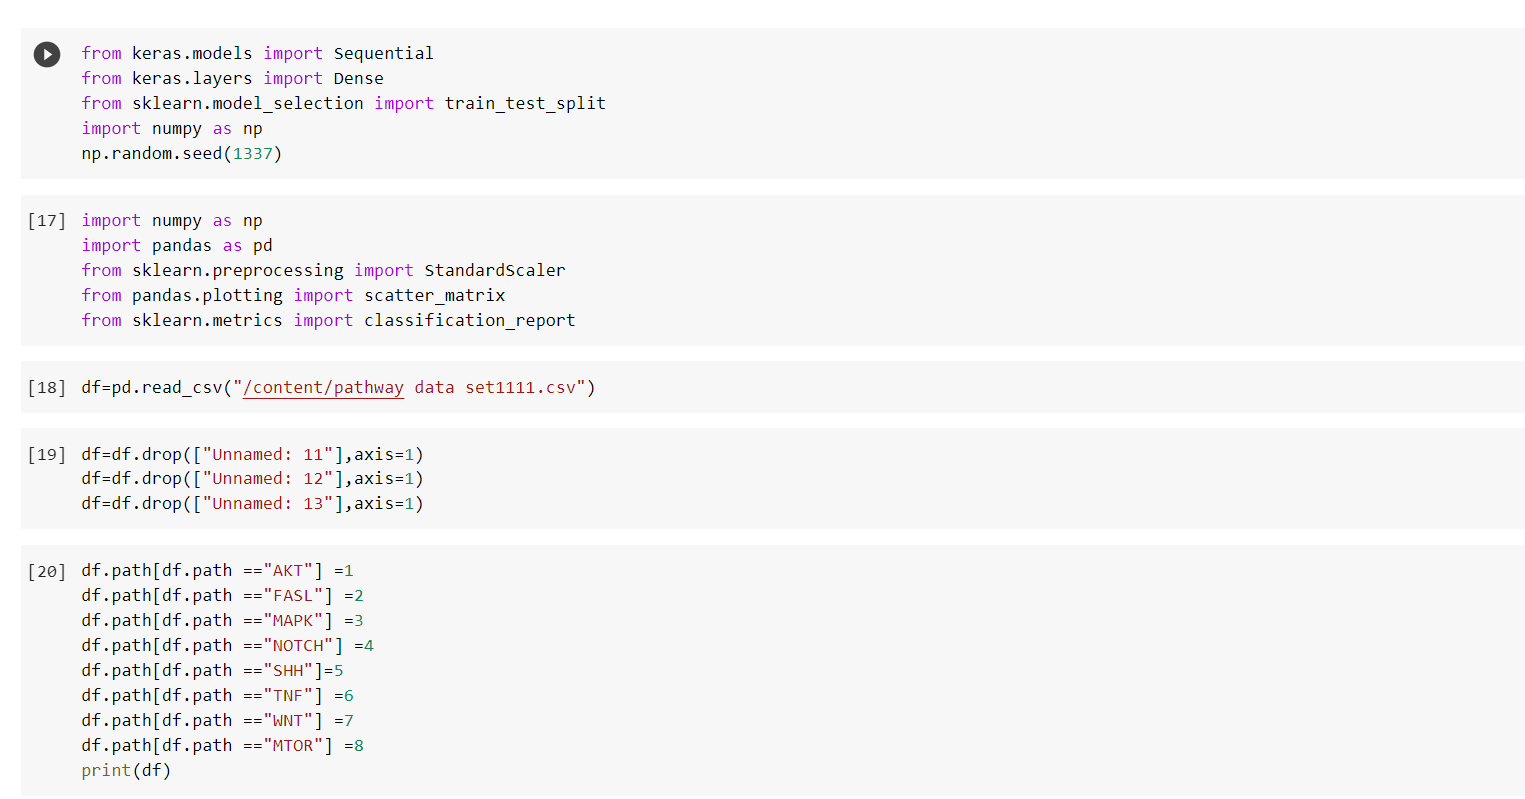 from keras.models import Sequential
from keras.layers import Dense
from sklearn.model_selection import train_test_split
import numpy as np
np.random.seed(1337)
[17] import numpy as np
import pandas as pd
from sklearn.preprocessing import StandardScaler
from pandas.plotting import scatter_matrix
from sklearn.metrics import classification_report
[18] df=pd.read_csv("/content/pathway data set1111.csv")
[19] df=df.drop(["Unnamed: 11"],axis=1)
df=df.drop(["Unnamed: 12"],axis=1)
df=df.drop(["Unnamed: 13"],axis=1)
[20] df.path[df.path =="AKT"] =1
df.path[df.path =="FASL"] =2
df.path[df.path =="MAPK"] =3
df.path[df.path =="NOTCH"] =4
df.path[df.path =="SHH"]=5
df.path[df.path =="TNF"] =6
df.path[df.path =="WNT"] =7
df.path[df.path =="MTOR"] =8
print(df)